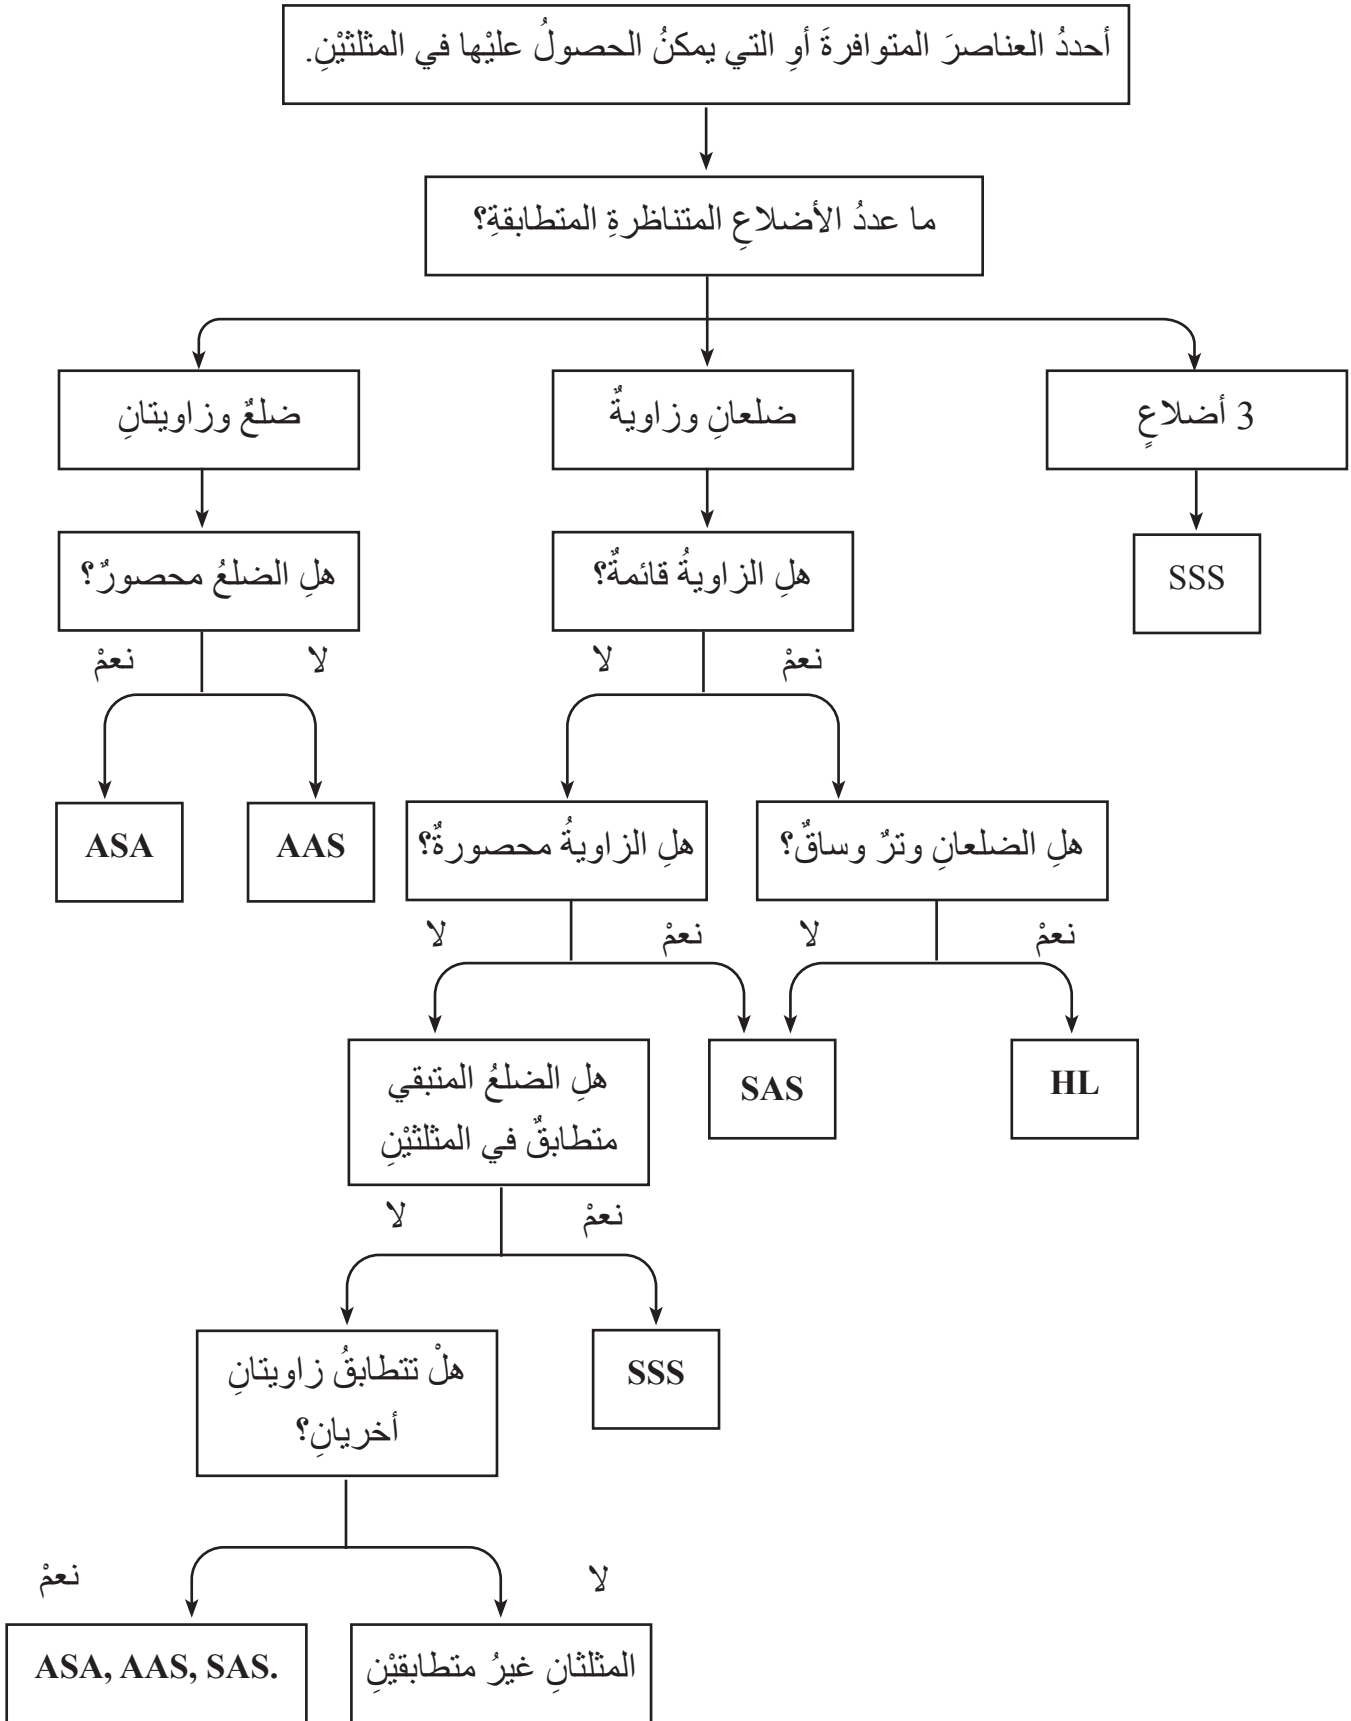 أحددُ العناصرَ المتوافرةَ أوِ التي يمكنُ الحصولُ عليْها في المثلثيْنِ.
ما عددُ الأضلاعِ المتناظرةِ المتطابقةِ؟
3 أضلاعٍ
ضلعانِ وزاويةٌ
ضلعٌ وزاويتانِ
SSS
هلِ الزاويةُ قائمةٌ؟
هلِ الضلعُ محصورٌ؟
نعمْ
لا
لا
نعمْ
هلِ الضلعانِ وترٌ وساقٌ؟
هلِ الزاويةُ محصورةٌ؟
AAS
ASA
نعمْ
لا
نعمْ
لا
HL
SAS
هلِ الضلعُ المتبقي
متطابقٌ في المثلثيْنِ
نعمْ
لا
SSS
هلْ تتطابقُ زاويتانِ
أخريانِ؟
لا
نعمْ
المثلثانِ غيرُ متطابقيْنِ
ASA, AAS, SAS.